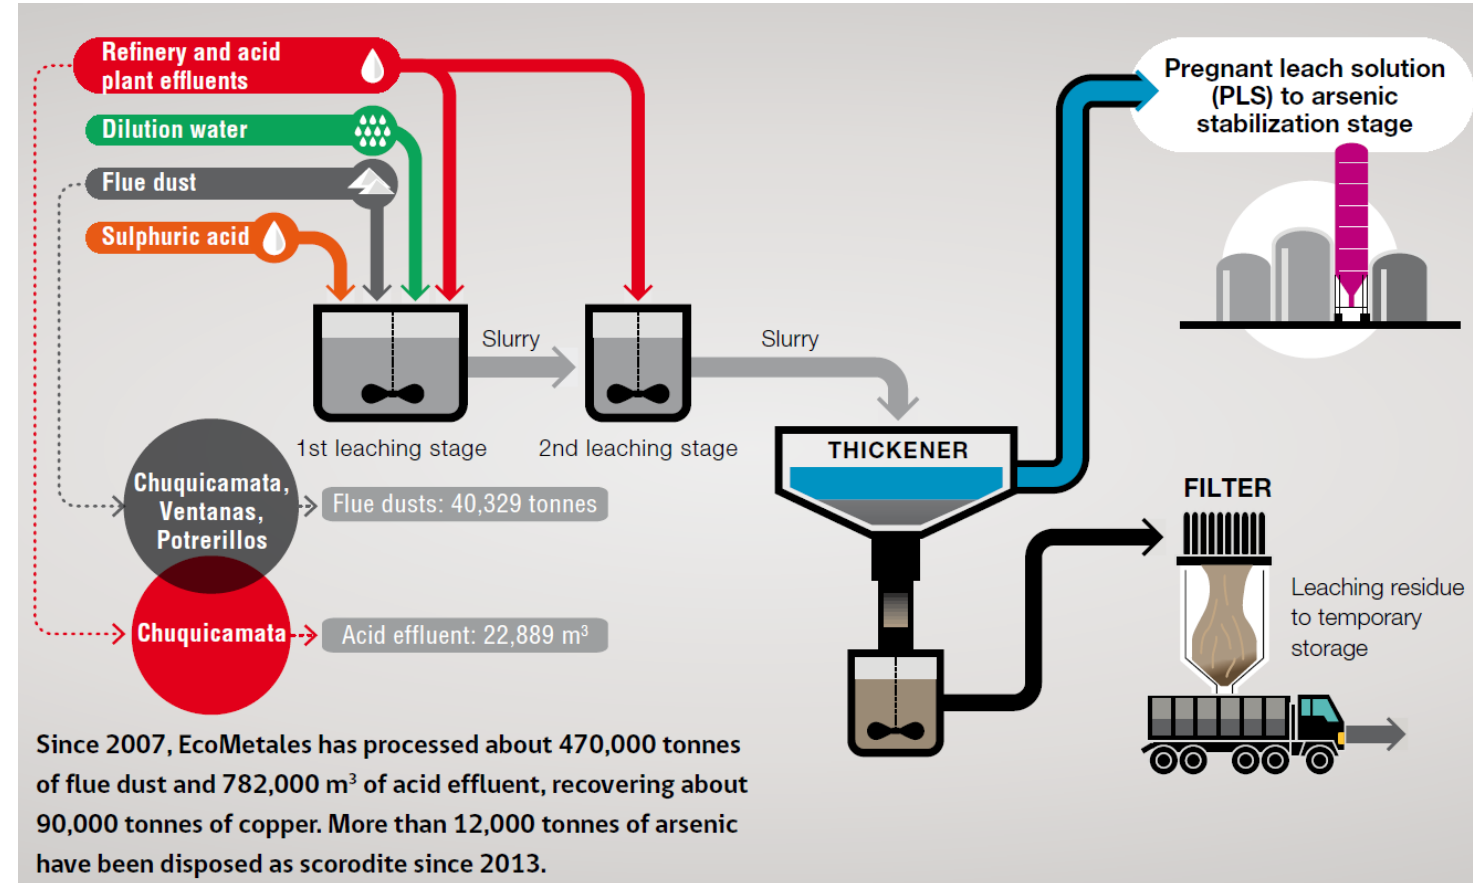 Refinery and acid
plant effluents
Dilution water
Flue dust
Sulphuric acid
Pregnant leach solution
(PLS) to arsenic
stabilization stage
Slurry
Slurry
1st leaching stage
2nd leaching stage
THICKENER
Chuquicamata,
Ventanas,
Potrerillos
Flue dusts: 40,329 tonnes
FILTER
Leaching residue
to temporary
storage
Chuquicamata
Acid effluent: 22,889 m³
Since 2007, EcoMetales has processed about 470,000 tonnes
of flue dust and 782,000 m³ of acid effluent, recovering about
90,000 tonnes of copper. More than 12,000 tonnes of arsenic
have been disposed as scorodite since 2013.